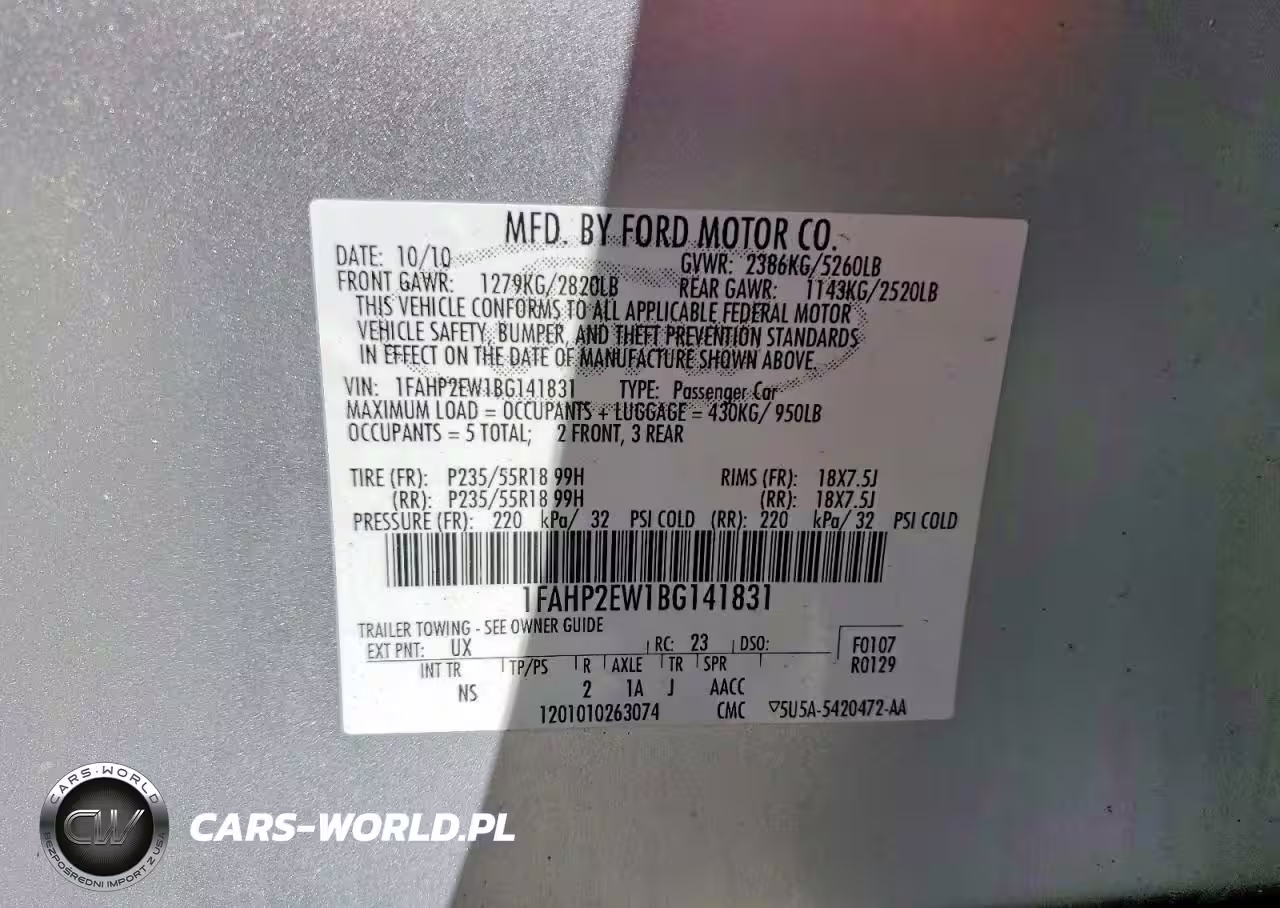 MFD. BY FORD MOTOR CO.
DATE: 10/10 GVWR: 2386KG/5260LB
FRONT GAWR: 1279KG/2820LB REAR GAWR: 1143KG/2520LB
THIS VEHICLE CONFORMS TO ALL APPLICABLE FEDERAL MOTOR
VEHICLE SAFETY, BUMPER, AND THEFT PREVENTION STANDARDS
IN EFFECT ON THE DATE OF MANUFACTURE SHOWN ABOVE.
VIN: 1FAHP2EW1BG141831 TYPE: Passenger Car
MAXIMUM LOAD = OCCUPANTS + LUGGAGE = 430KG/ 950LB
OCCUPANTS = 5 TOTAL; 2 FRONT, 3 REAR
TIRE (FR): P235/55R18 99H RIMS (FR): 18X7.5J
(RR): P235/55R18 99H (RR): 18X7.5J
PRESSURE (FR): 220 kPa/ 32 PSI COLD (RR): 220 kPa/ 32 PSI COLD
1FAHP2EW1BG141831
TRAILER TOWING - SEE OWNER GUIDE
EXT PNT: UX RC: 23 DSO: F0107
INT TR TP/PS R AXLE TR SPR R0129
NS 2 1A J AACC
1201010263074 CMC ▽5U5A-5420472-AA
CARS-WORLD
CW
BEZPOŚREDNI IMPORT Z USA
CARS-WORLD.PL